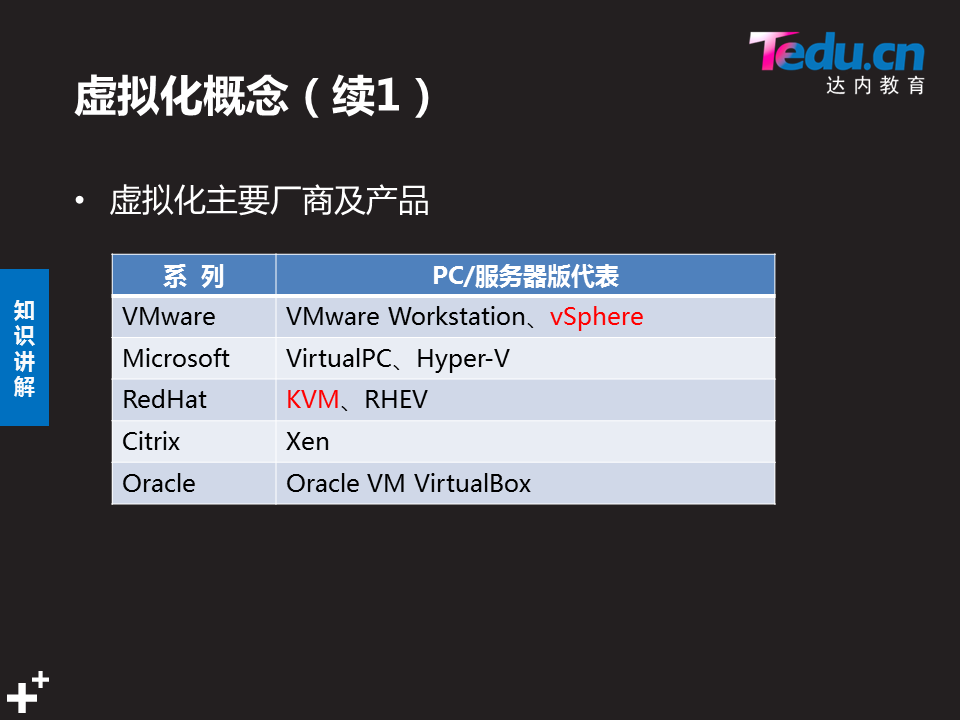 Tedu.cn
达内教育
虚拟化概念（续1）
• 虚拟化主要厂商及产品
系 列 PC/服务器版代表
VMware VMware Workstation、vSphere
Microsoft VirtualPC、Hyper-V
RedHat KVM、RHEV
Citrix Xen
Oracle Oracle VM VirtualBox
知
识
讲
解